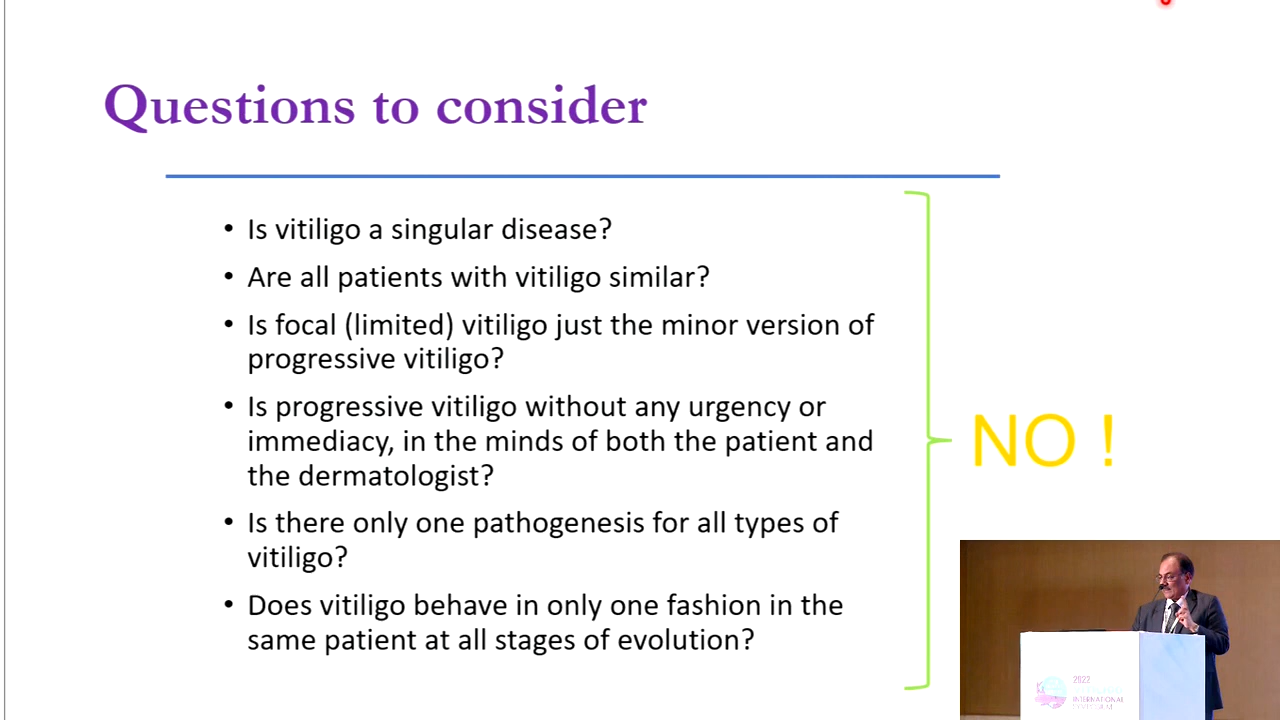 Questions to consider
• Is vitiligo a singular disease?
• Are all patients with vitiligo similar?
• Is focal (limited) vitiligo just the minor version of
progressive vitiligo?
• Is progressive vitiligo without any urgency or
immediacy, in the minds of both the patient and
the dermatologist?
• Is there only one pathogenesis for all types of
vitiligo?
• Does vitiligo behave in only one fashion in the
same patient at all stages of evolution?
NO !
2022
INTERNATIONAL
SYMPOSIUM